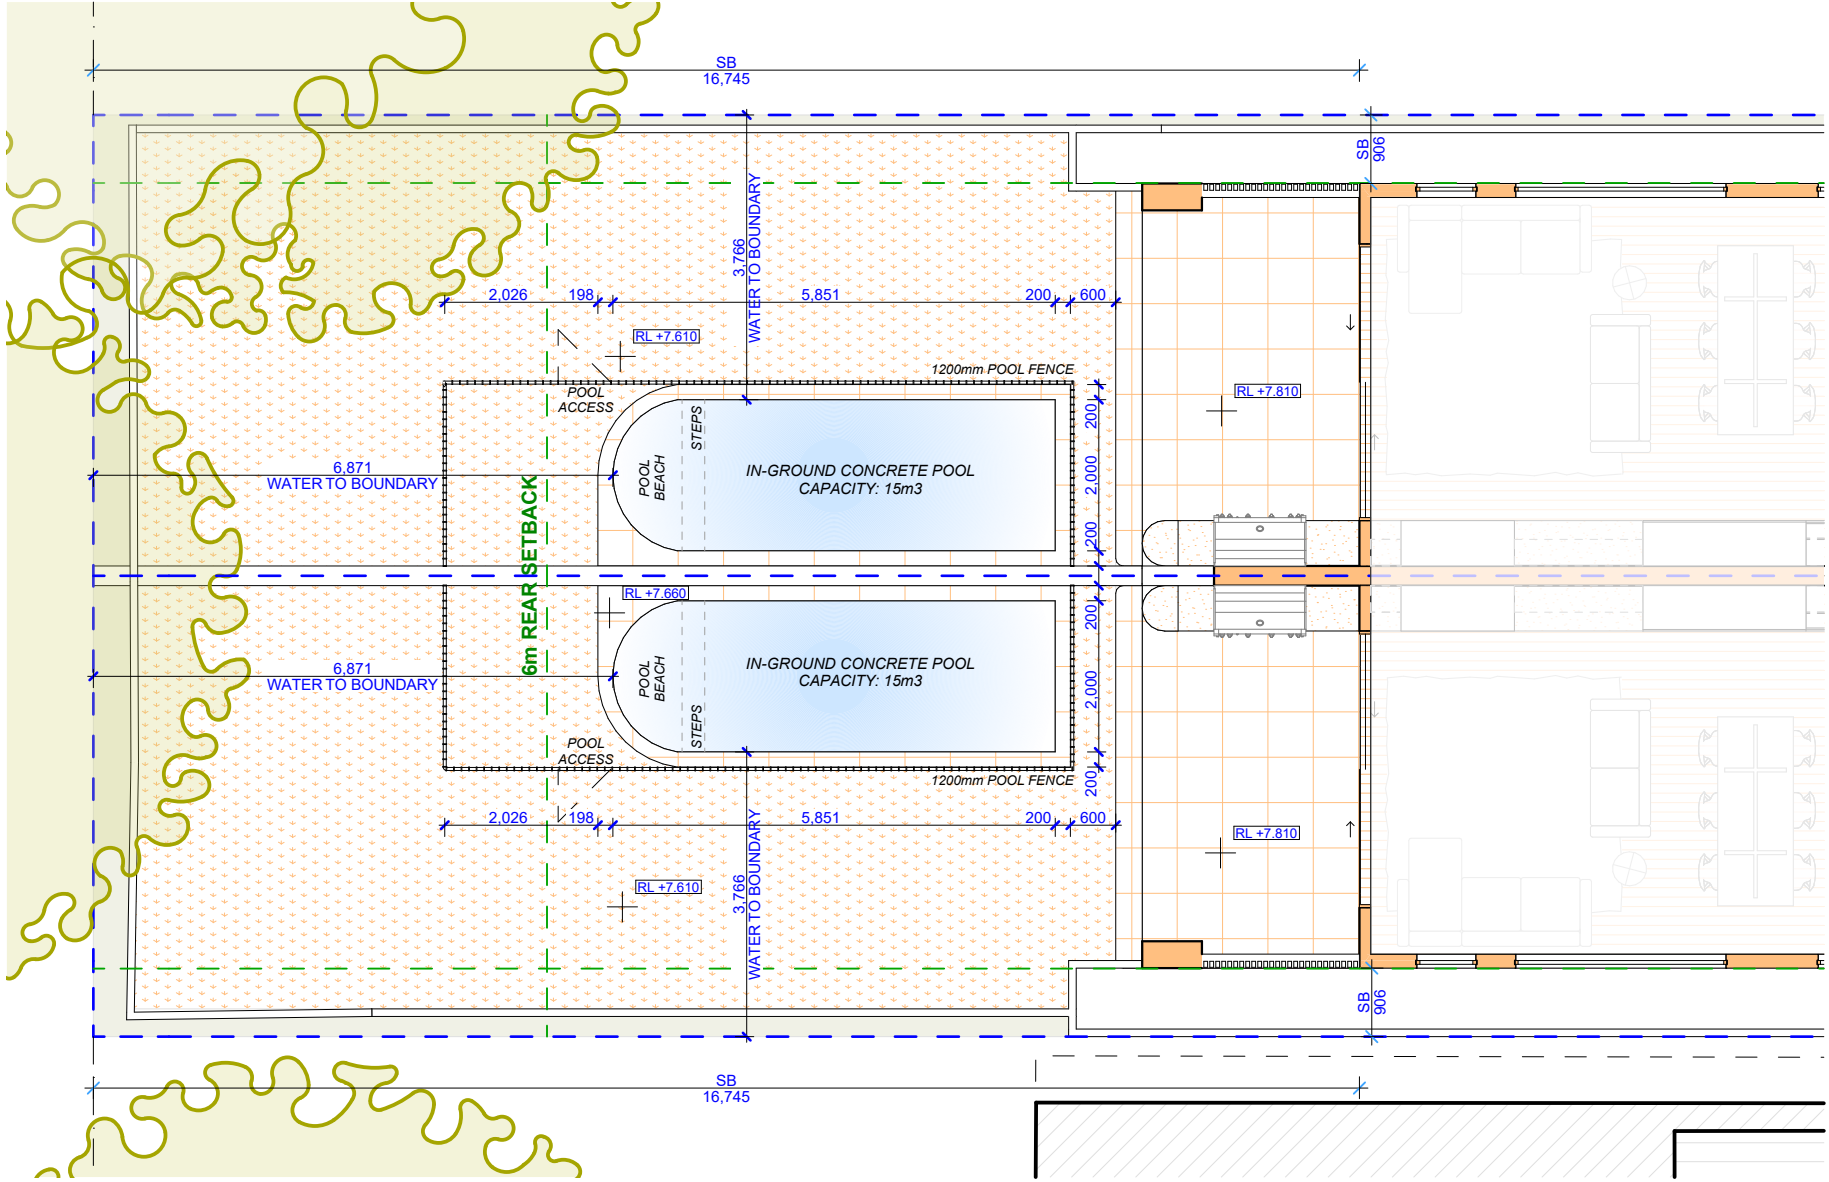 SB
16,745
SB
906
3,766
WATER TO BOUNDARY
2,026
198
5,851
200
600
RL +7.610
1200mm POOL FENCE
POOL
ACCESS
RL +7.810
STEPS
200
6,871
WATER TO BOUNDARY
POOL
BEACH
IN-GROUND CONCRETE POOL
CAPACITY: 15m3
2,000
6m REAR SETBACK
200
RL +7.660
200
6,871
WATER TO BOUNDARY
POOL
BEACH
IN-GROUND CONCRETE POOL
CAPACITY: 15m3
2,000
STEPS
POOL
ACCESS
1200mm POOL FENCE
200
2,026
198
5,851
200
600
RL +7.810
RL +7.610
3,766
WATER TO BOUNDARY
SB
906
SB
16,745